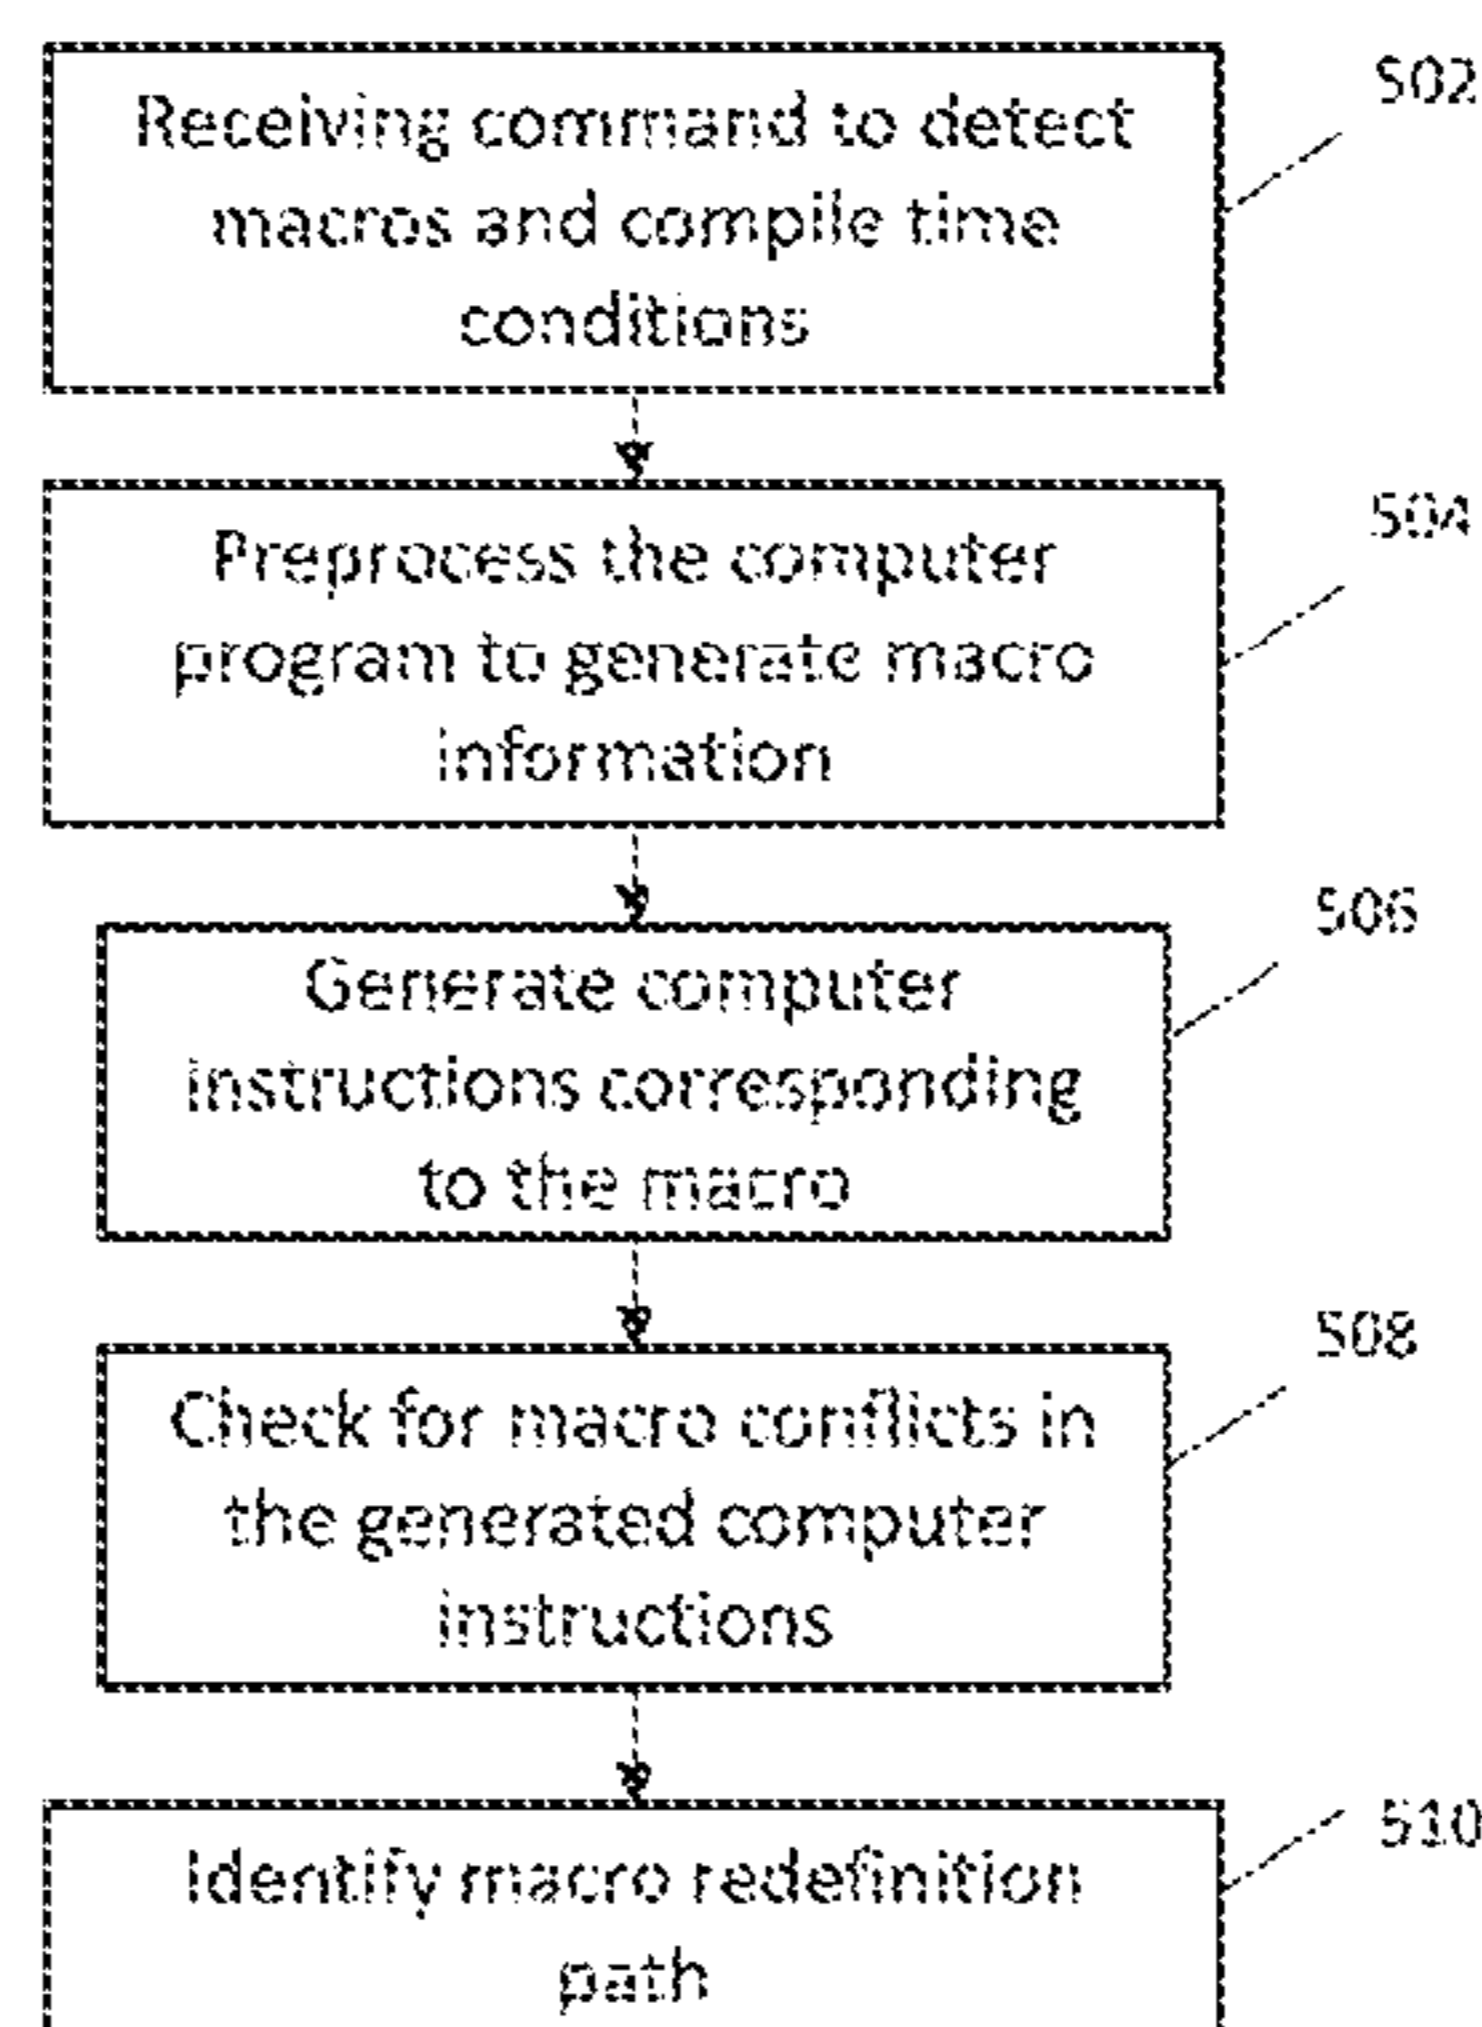 502
Receiving command to detect
macros and compile time
conditions
504
Preprocess the computer
program to generate macro
information
506
Generate computer
instructions corresponding
to the macro
508
Check for macro conflicts in
the generated computer
instructions
510
Identify macro redefinition
path